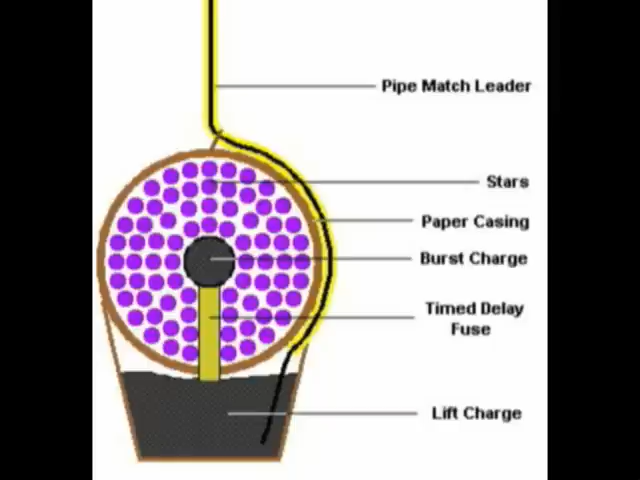 Pipe Match Leader
Stars
Paper Casing
Burst Charge
Timed Delay
Fuse
Lift Charge